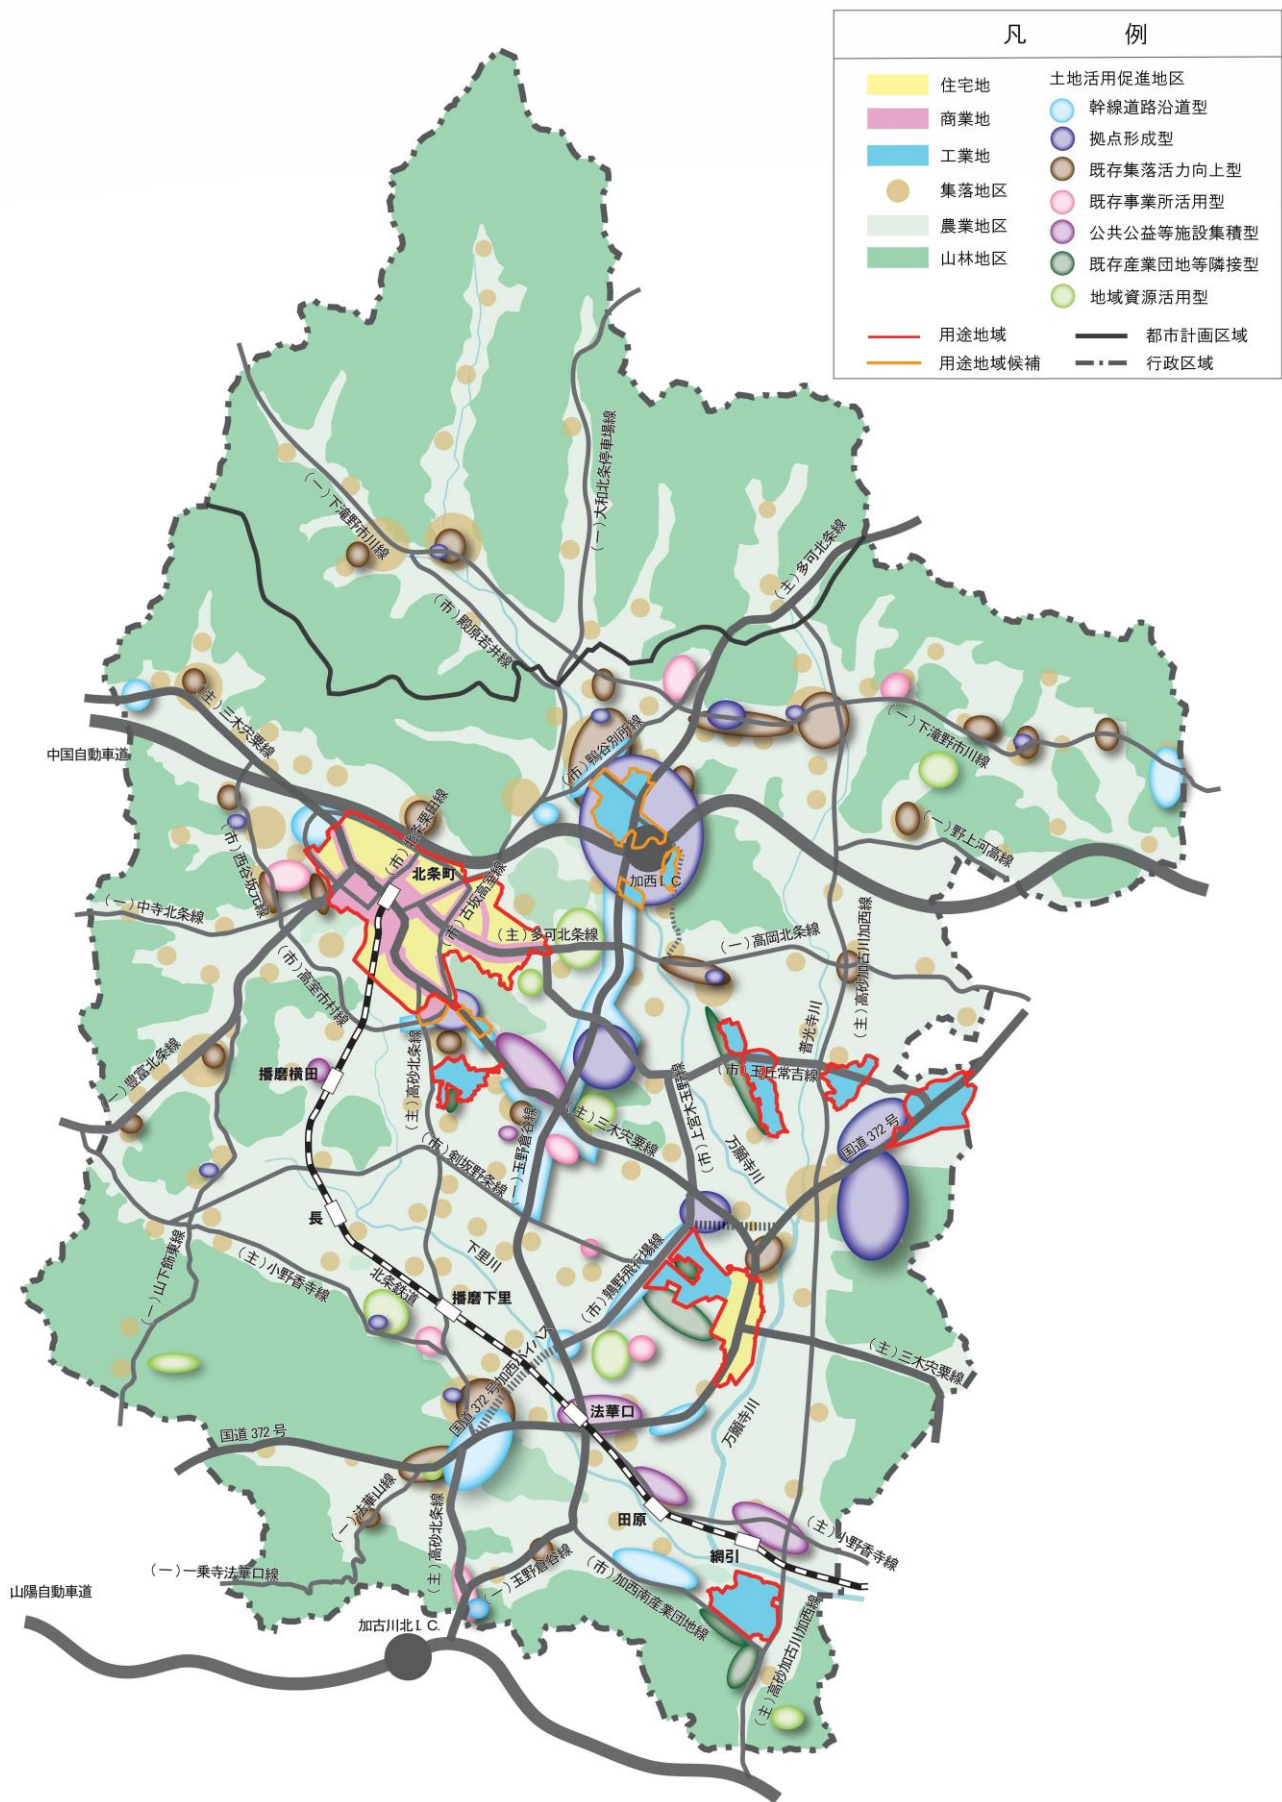 凡　例
住宅地
商業地
工業地
集落地区
農業地区
山林地区
土地活用促進地区
幹線道路沿道型
拠点形成型
既存集落活力向上型
既存事業所活用型
公共公益等施設集積型
既存産業団地等隣接型
地域資源活用型
用途地域
用途地域候補
都市計画区域
行政区域
(一)下滝野市川線
(一)大和北条停車場線
(主)多可北条線
(市)殿原若井線
(主)三木宍粟線
中国自動車道
(市)鴨谷別所線
(一)下滝野市川線
(一)野上河高線
(市)西谷坂元線
北条町
(市)古坂高室線
加西I.C.
(一)中寺北条線
(主)多可北条線
(一)高岡北条線
(主)高砂加古川加西線
普光寺川
(市)高室市村線
(一)豊富北条線
播磨横田
(主)高砂北条線
(市)玉丘常吉線
国道372号
(主)三木宍粟線
(市)上宮木玉野線
万願寺川
(一)玉野倉谷線
(市)剣坂野条線
長
下里川
(市)鶉野飛行場線
(一)山下飾東線
(主)小野香寺線
北条鉄道
播磨下里
国道372号加西バイパス
(主)三木宍粟線
法華口
万願寺川
国道372号
(一)法華山線
(主)高砂北条線
田原
(主)小野香寺線
網引
(一)玉野倉谷線
(一)一乗寺法華口線
(市)加西南産業団地線
山陽自動車道
加古川北I.C.
(主)高砂加古川加西線